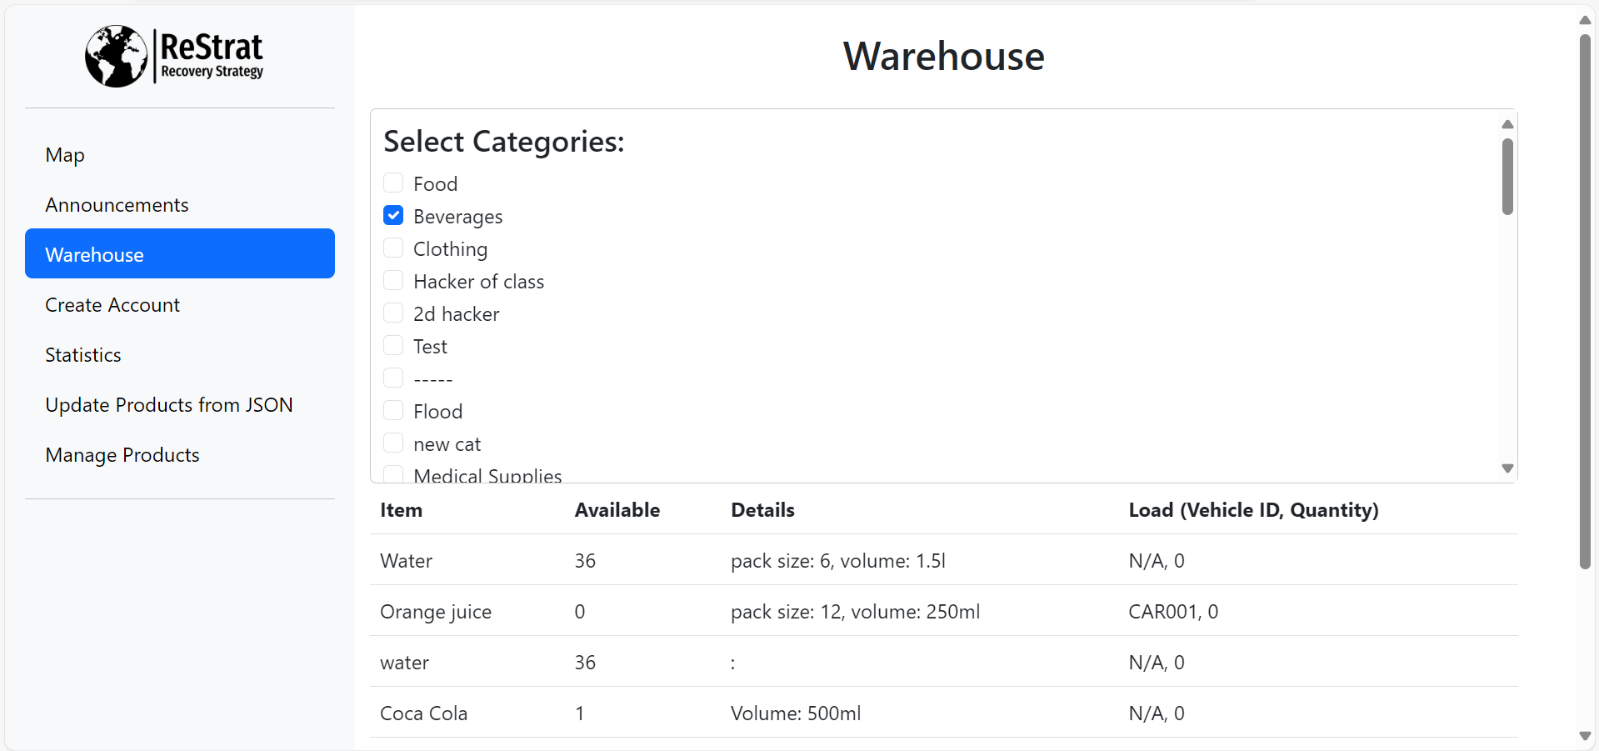 ReStrat
Recovery Strategy
Map
Announcements
Warehouse
Create Account
Statistics
Update Products from JSON
Manage Products
Warehouse
Select Categories:
Food
Beverages
Clothing
Hacker of class
2d hacker
Test
-----
Flood
new cat
Medical Supplies
Item Available Details Load (Vehicle ID, Quantity)
Water 36 pack size: 6, volume: 1.5l N/A, 0
Orange juice 0 pack size: 12, volume: 250ml CAR001, 0
water 36 : N/A, 0
Coca Cola 1 Volume: 500ml N/A, 0